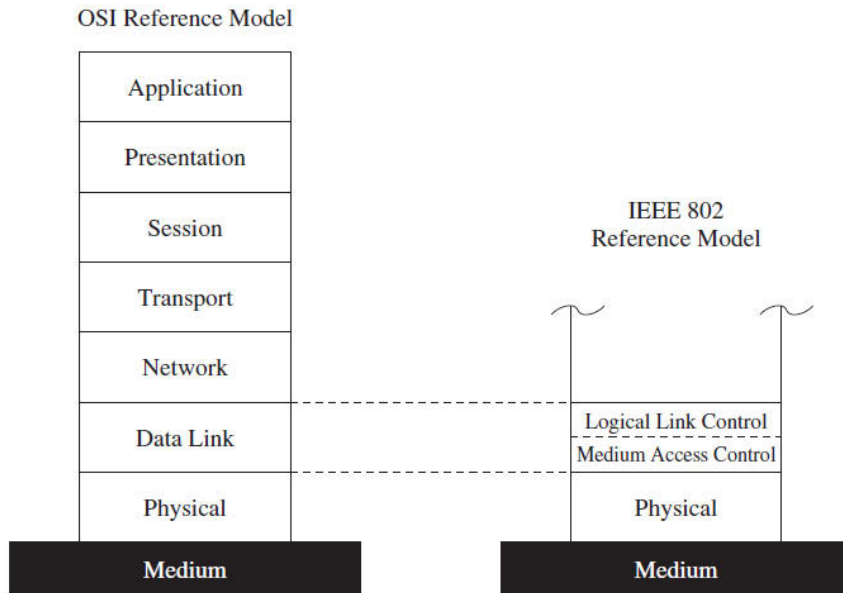 OSI Reference Model
Application
Presentation
Session
Transport
Network
Data Link
Physical
Medium
IEEE 802
Reference Model
Logical Link Control
Medium Access Control
Physical
Medium